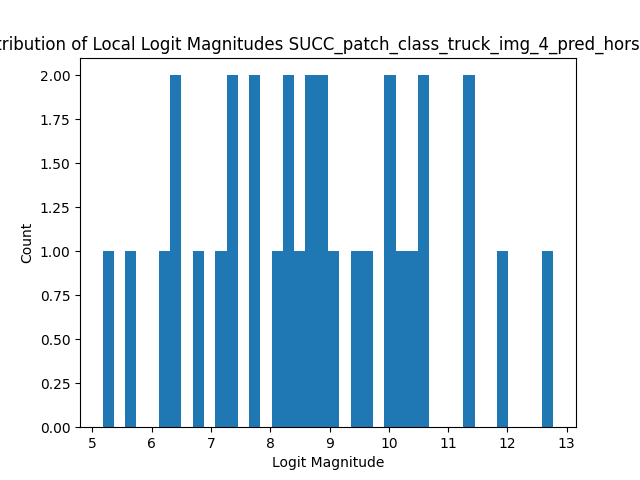 tribution of Local Logit Magnitudes SUCC_patch_class_truck_img_4_pred_hors
2.00
1.75
1.50
1.25
1.00
0.75
0.50
0.25
0.00
Count
5 6 7 8 9 10 11 12 13
Logit Magnitude